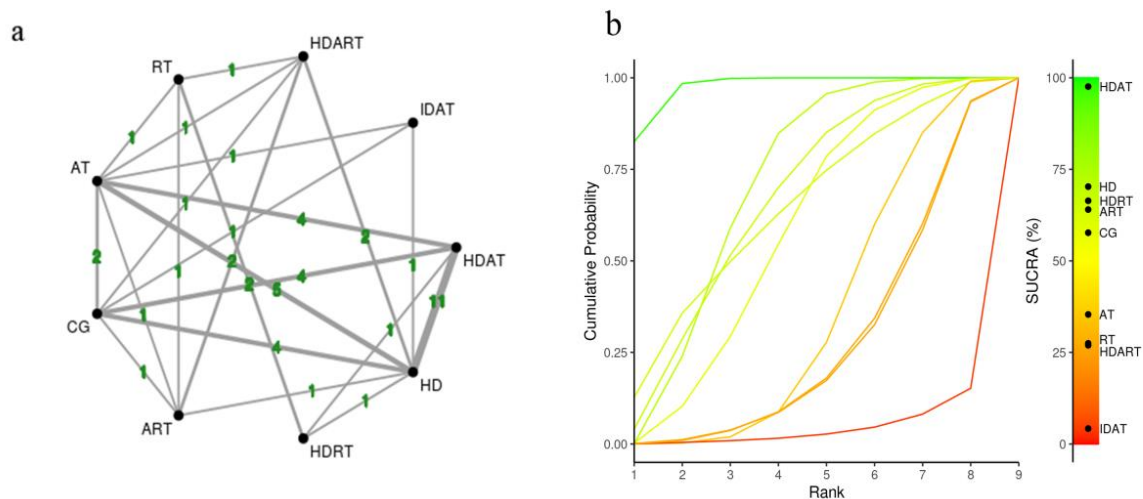 a
HDART
RT
IDAT
AT
HDAT
CG
HD
ART
HDRT
1
1
1
1
1
2
4
2
1
1
2
4
1
2
5
11
1
1
4
1
1
1
b
Cumulative Probability
1.00
0.75
0.50
0.25
0.00
1 2 3 4 5 6 7 8 9
Rank
SUCRA (%)
100
75
50
25
0
HDAT
HD
HDRT
ART
CG
AT
RT
HDART
IDAT